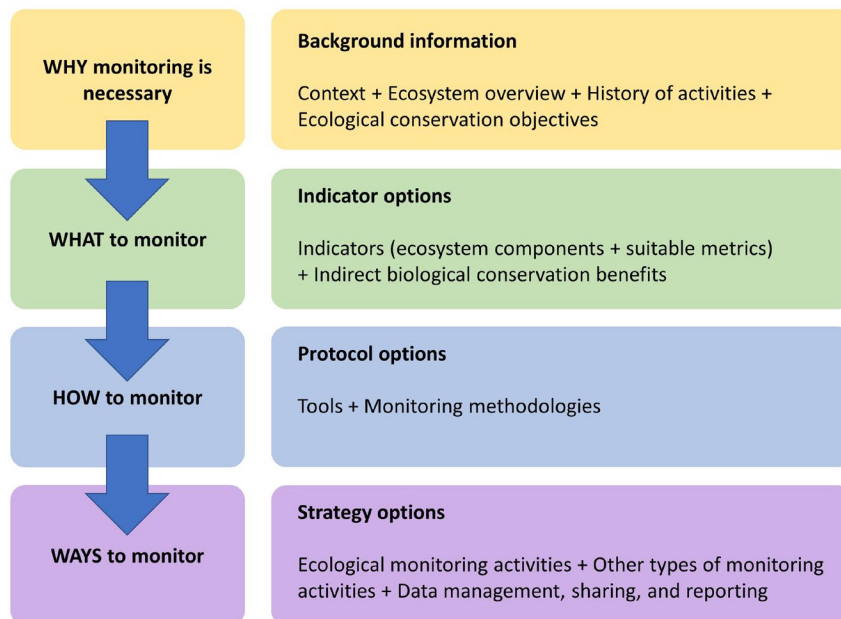 WHY monitoring is
necessary
Background information
Context + Ecosystem overview + History of activities +
Ecological conservation objectives
WHAT to monitor
Indicator options
Indicators (ecosystem components + suitable metrics)
+ Indirect biological conservation benefits
HOW to monitor
Protocol options
Tools + Monitoring methodologies
WAYS to monitor
Strategy options
Ecological monitoring activities + Other types of monitoring
activities + Data management, sharing, and reporting